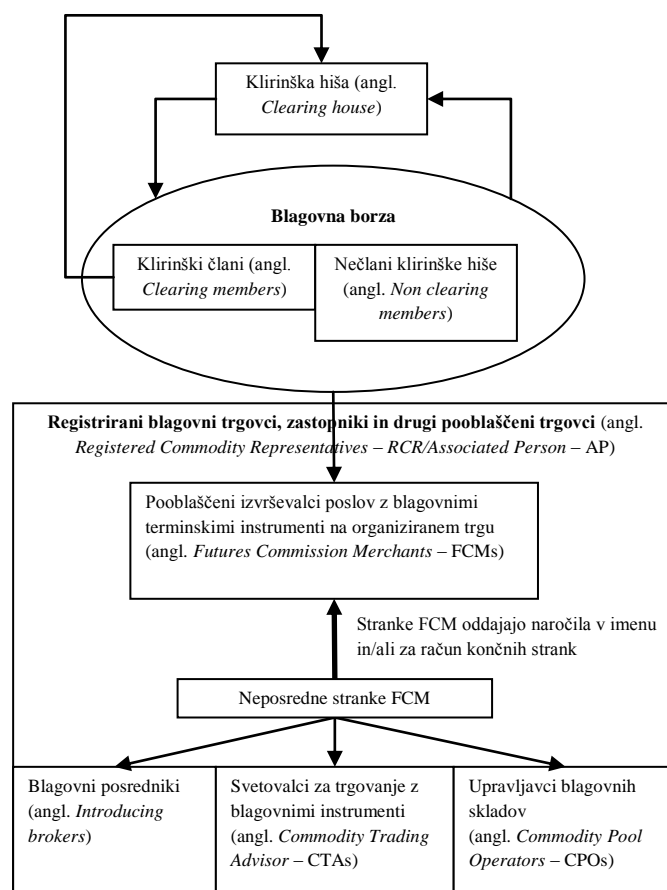 Klirinška hiša (angl.
Clearing house)
Blagovna borza
Klirinški člani (angl.
Clearing members)
Nečlani klirinške hiše
(angl. Non clearing
members)
Registrirani blagovni trgovci, zastopniki in drugi pooblaščeni trgovci (angl.
Registered Commodity Representatives – RCR/Associated Person – AP)
Pooblaščeni izvrševalci poslov z blagovnimi
terminskimi instrumenti na organiziranem trgu
(angl. Futures Commission Merchants – FCMs)
Stranke FCM oddajajo naročila v imenu
in/ali za račun končnih strank
Neposredne stranke FCM
Blagovni posredniki
(angl. Introducing
brokers)
Svetovalci za trgovanje z
blagovnimi instrumenti
(angl. Commodity Trading
Advisor – CTAs)
Upravljavci blagovnih
skladov
(angl. Commodity Pool
Operators – CPOs)